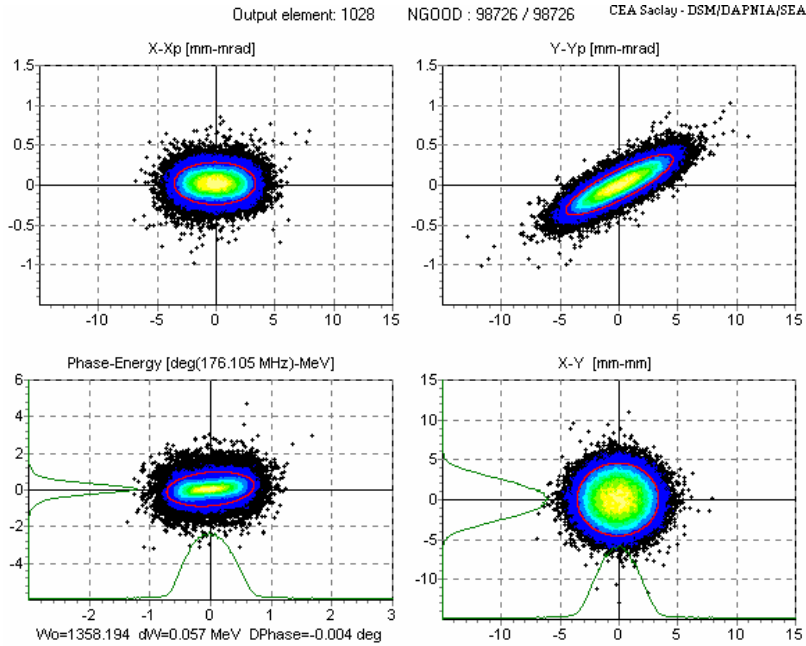 Output element: 1028 NGOOD : 98726 / 98726 CEA Saclay - DSM/DAPNIA/SEA
X-Xp [mm-mrad] Y-Yp [mm-mrad]
1.5 1.5
1 1
0.5 0.5
0 0
-0.5 -0.5
-1 -1
-10 -5 0 5 10 15 -10 -5 0 5 10 15
Phase-Energy [deg(176.105 MHz)-MeV] X-Y [mm-mm]
6 15
4 10
2 5
0 0
-2 -5
-4 -10
-2 -1 0 1 2 3 -10 -5 0 5 10 15
Wo=1358.194 dW=0.057 MeV DPhase=-0.004 deg